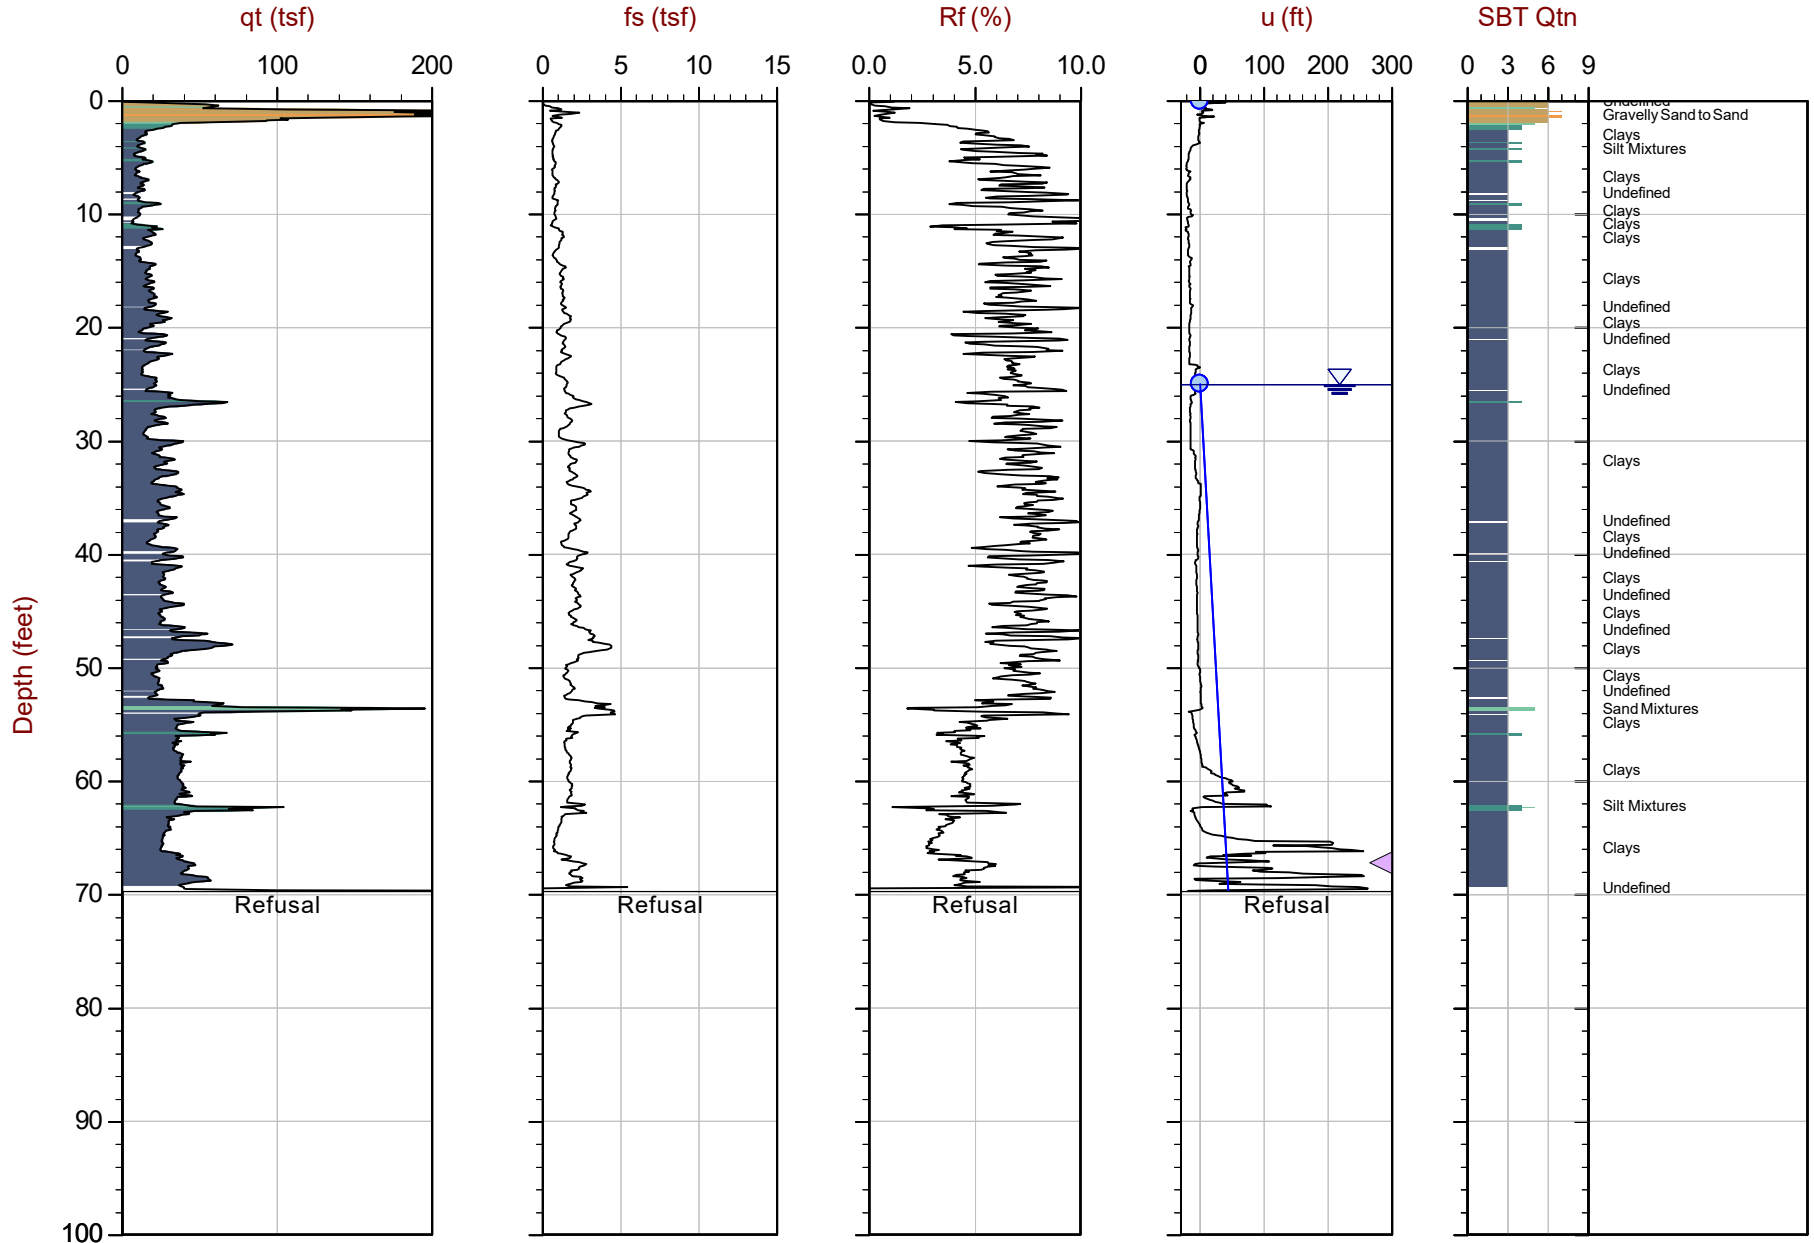 qt (tsf) fs (tsf) Rf (%) u (ft) SBT Qtn
0 100 200 0 5 10 15 0.0 5.0 10.0 0 100 200 300 0 3 6 9
0
10
20
30
40
50
60
70
80
90
100
Depth (feet)
Undefined
Gravelly Sand to Sand
Clays
Silt Mixtures
Clays
Undefined
Clays
Clays
Clays
Clays
Undefined
Clays
Undefined
Clays
Undefined
Clays
Undefined
Clays
Undefined
Clays
Undefined
Clays
Undefined
Clays
Clays
Undefined
Sand Mixtures
Clays
Clays
Silt Mixtures
Clays
Undefined
Refusal Refusal Refusal Refusal